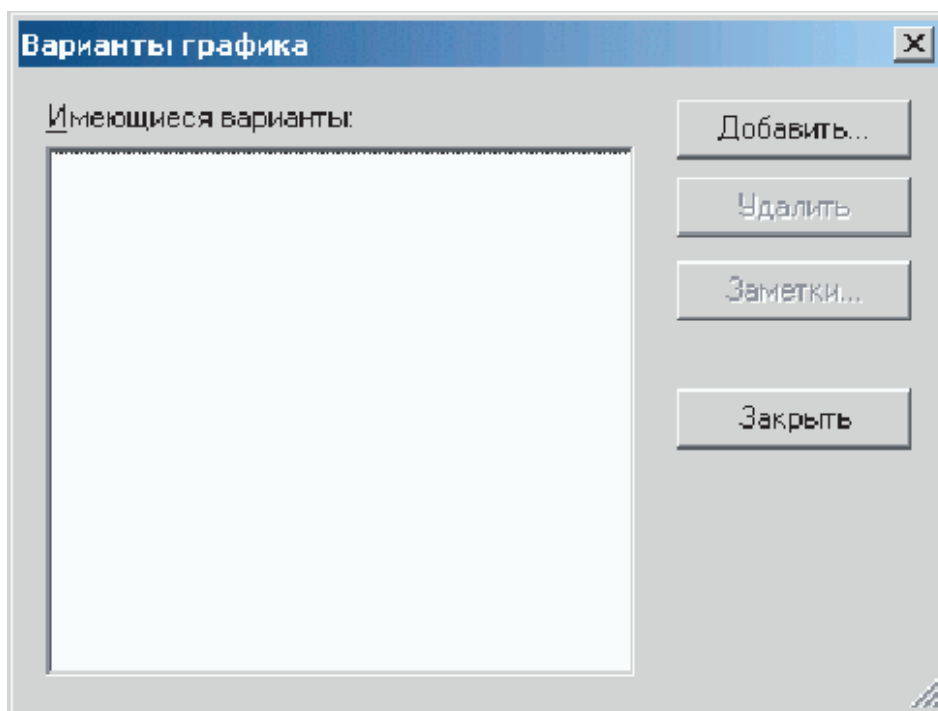 Варианты графика
Имеющиеся варианты:
Добавить...
Удалить
Заметки...
Закрыть